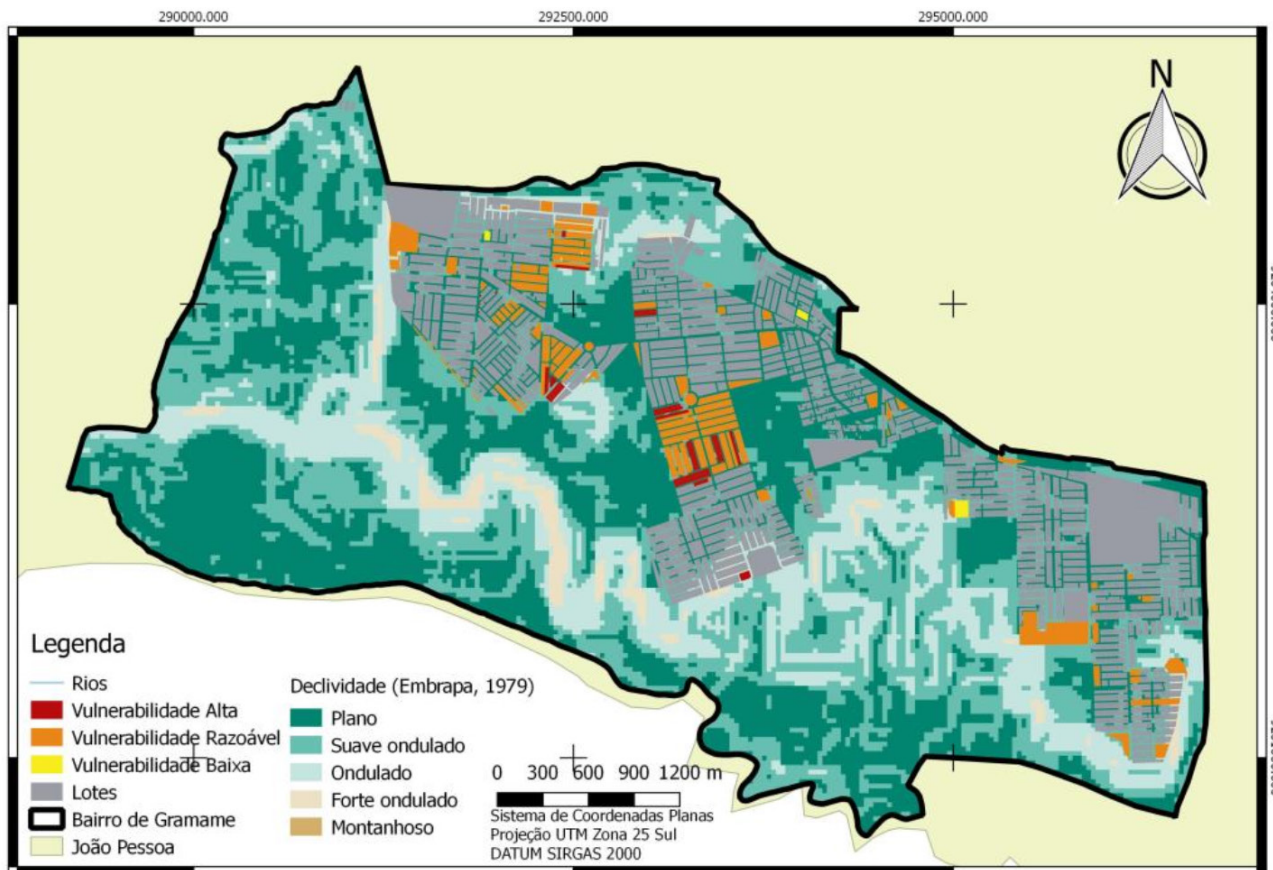 290000.000 292500.000 295000.000
N
Legenda
Rios
Vulnerabilidade Alta
Vulnerabilidade Razoável
Vulnerabilidade Baixa
Lotes
Bairro de Gramame
João Pessoa
Declividade (Embrapa, 1979)
Plano
Suave ondulado
Ondulado
Forte ondulado
Montanhoso
0 300 600 900 1200 m
Sistema de Coordenadas Planas
Projeção UTM Zona 25 Sul
DATUM SIRGAS 2000